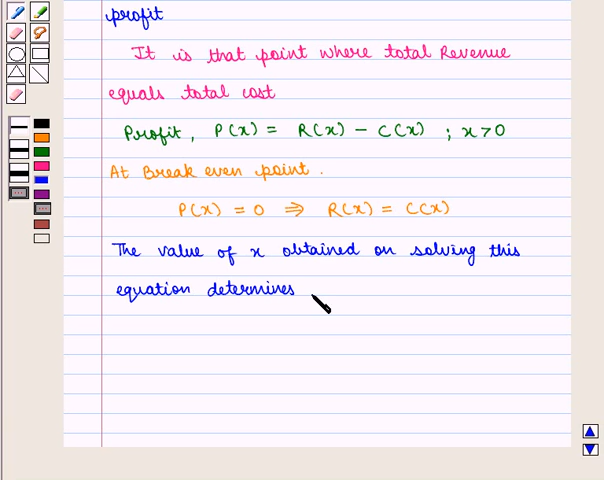 profit
It is that point where total Revenue
equals total cost
Profit, P(x) = R(x) - C(x) ; x>0
At Break even point.
P(x) = 0 ⇒ R(x) = C(x)
The value of x obtained on solving this
equation determines